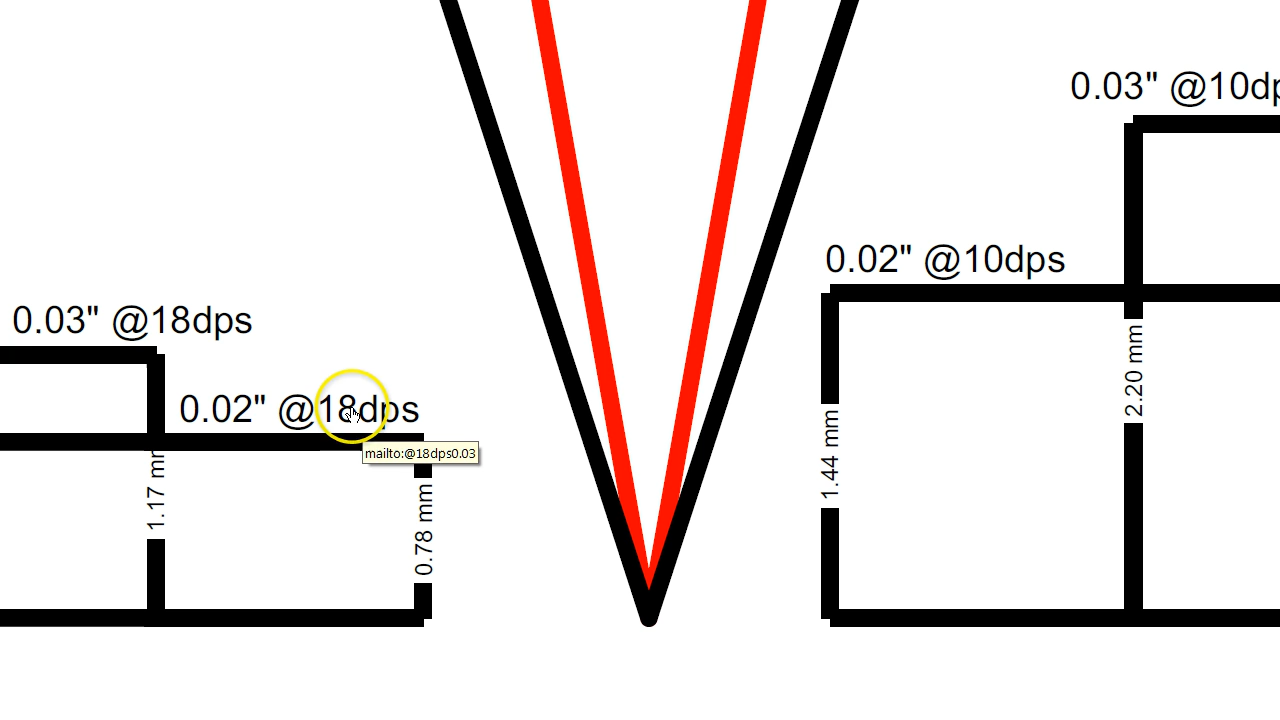 0.03" @10dp
0.02" @10dps
0.03" @18dps
2.20 mm
0.02" @18dps
mailto:@18dps0.03
1.44 mm
1.17 mm
0.78 mm